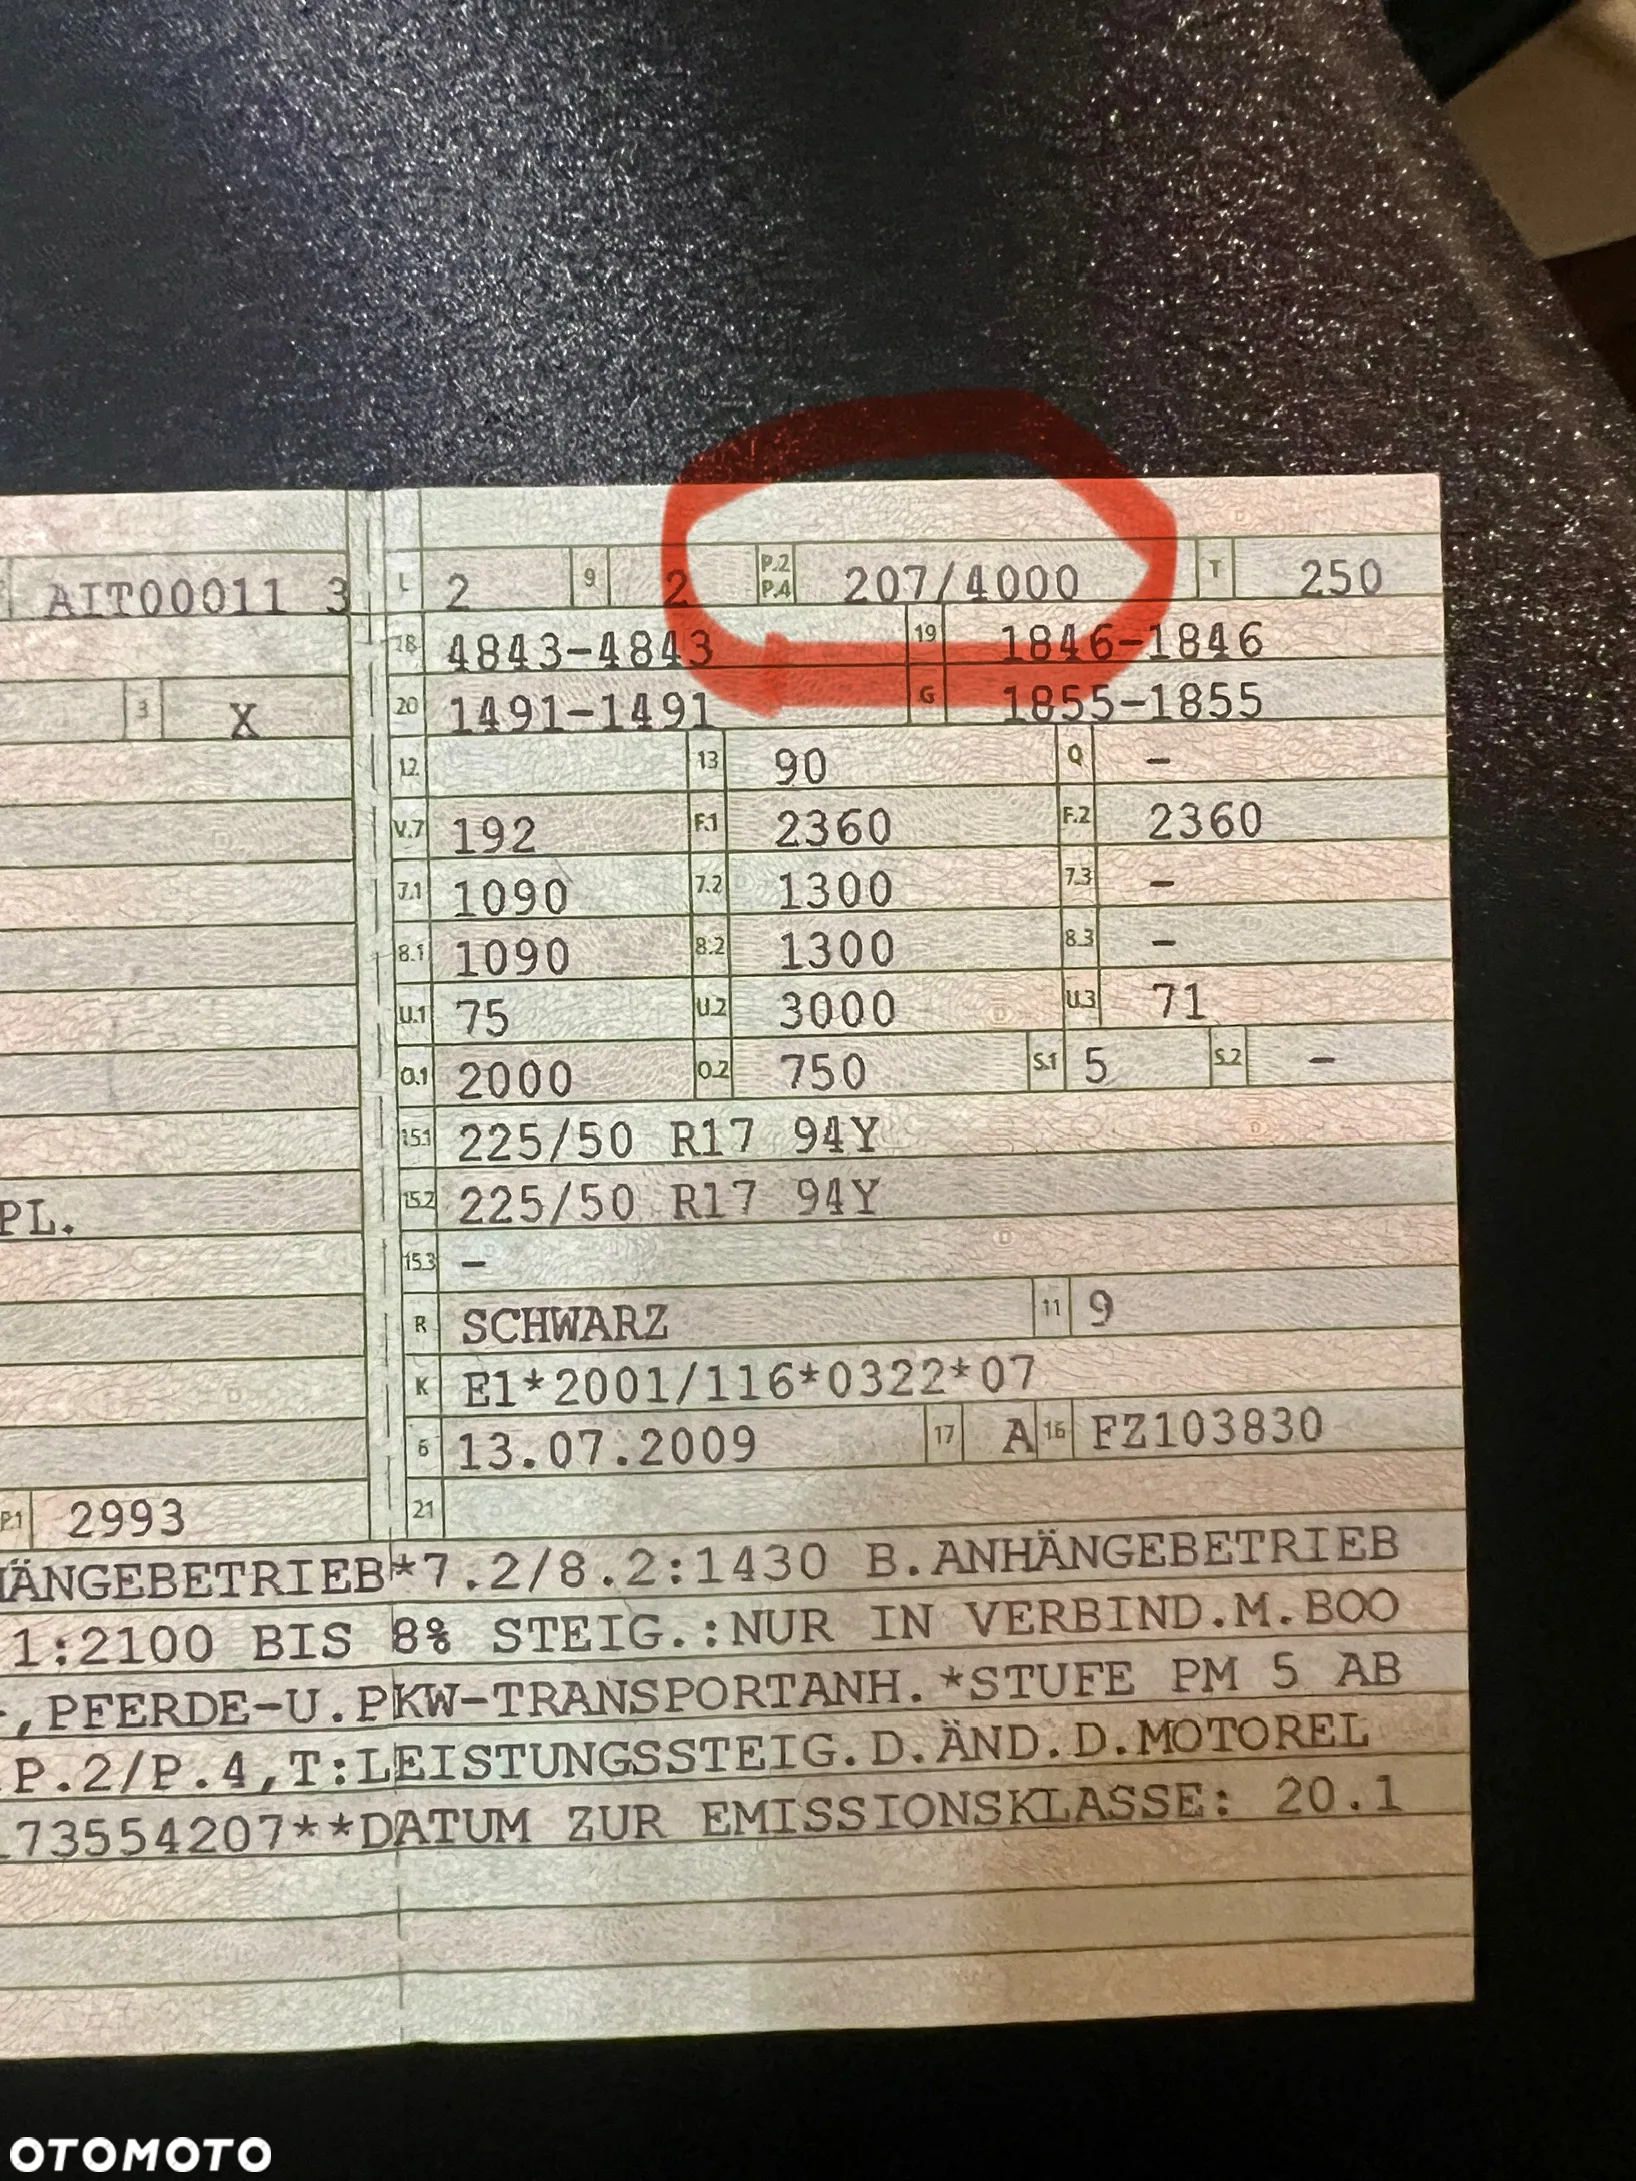 AIT00011 3 L 2 9 2 P.2 P.4 207/4000 T 250
18 4843-4843 19 1846-1846
3 X 20 1491-1491 G 1855-1855
12 13 90 Q -
V.7 192 F.1 2360 F.2 2360
7.1 1090 7.2 1300 7.3 -
8.1 1090 8.2 1300 8.3 -
U.1 75 U.2 3000 U.3 71
O.1 2000 O.2 750 S.1 5 S.2 -
15.1 225/50 R17 94Y
PL. 15.2 225/50 R17 94Y
15.3 -
R SCHWARZ 11 9
K E1*2001/116*0322*07
6 13.07.2009 17 A 16 FZ103830
P.1 2993 21
ÄNGEBETRIEB*7.2/8.2:1430 B.ANHÄNGEBETRIEB
1:2100 BIS 8% STEIG.:NUR IN VERBIND.M.BOO
,PFERDE-U.PKW-TRANSPORTANH.*STUFE PM 5 AB
P.2/P.4,T:LEISTUNGSSTEIG.D.ÄND.D.MOTOREL
73554207**DATUM ZUR EMISSIONSKLASSE: 20.1
OTOMOTO